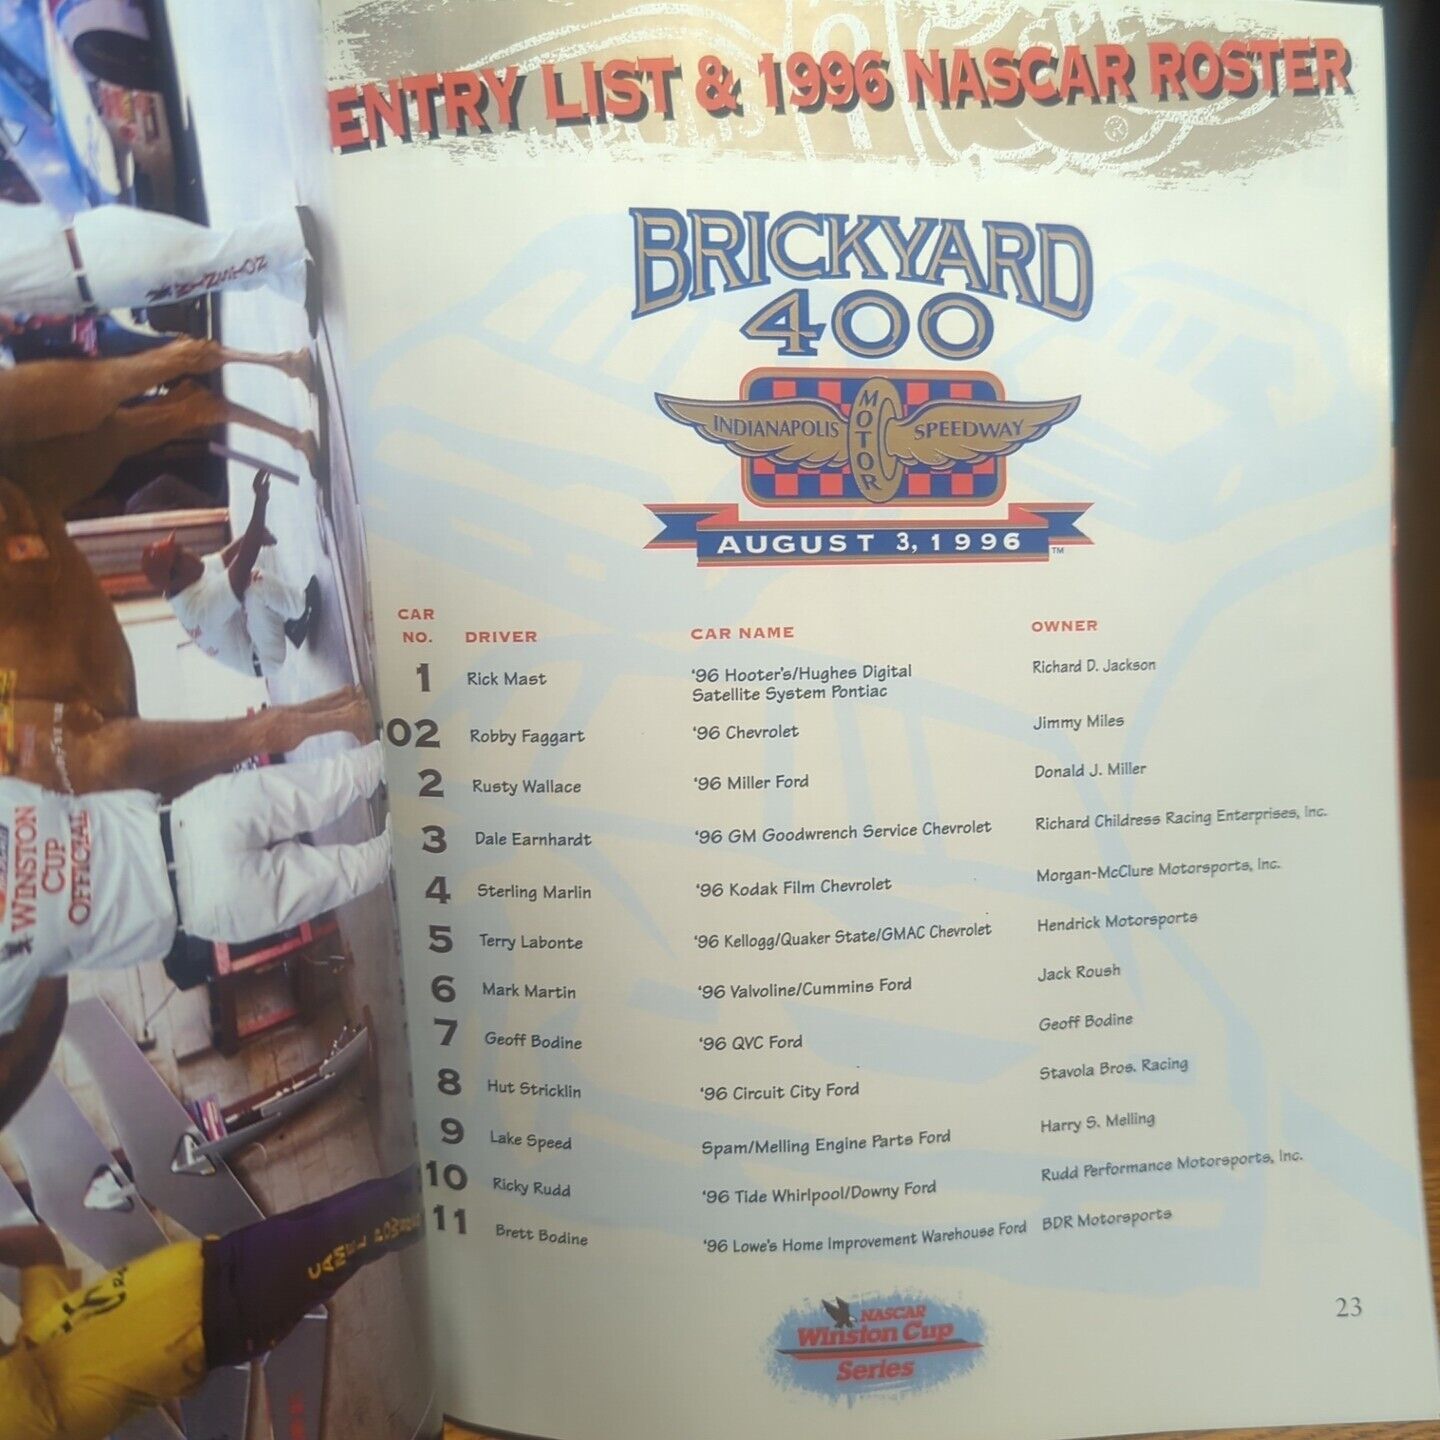 ENTRY LIST & 1996 NASCAR ROSTER
BRICKYARD
400
INDIANAPOLIS MOTOR SPEEDWAY
AUGUST 3, 1996 ™
CAR NO. DRIVER CAR NAME OWNER
1 Rick Mast '96 Hooter's/Hughes Digital Richard D. Jackson
Satellite System Pontiac
02 Robby Faggart '96 Chevrolet Jimmy Miles
2 Rusty Wallace '96 Miller Ford Donald J. Miller
3 Dale Earnhardt '96 GM Goodwrench Service Chevrolet Richard Childress Racing Enterprises, Inc.
4 Sterling Marlin '96 Kodak Film Chevrolet Morgan-McClure Motorsports, Inc.
5 Terry Labonte '96 Kellogg/Quaker State/GMAC Chevrolet Hendrick Motorsports
6 Mark Martin '96 Valvoline/Cummins Ford Jack Roush
7 Geoff Bodine '96 QVC Ford Geoff Bodine
8 Hut Stricklin '96 Circuit City Ford Stavola Bros. Racing
9 Lake Speed Spam/Melling Engine Parts Ford Harry S. Melling
10 Ricky Rudd '96 Tide Whirlpool/Downy Ford Rudd Performance Motorsports, Inc.
11 Brett Bodine '96 Lowe's Home Improvement Warehouse Ford BDR Motorsports
NASCAR
Winston Cup
Series
23
WINSTON
WINSTON
CUP
OFFICIAL